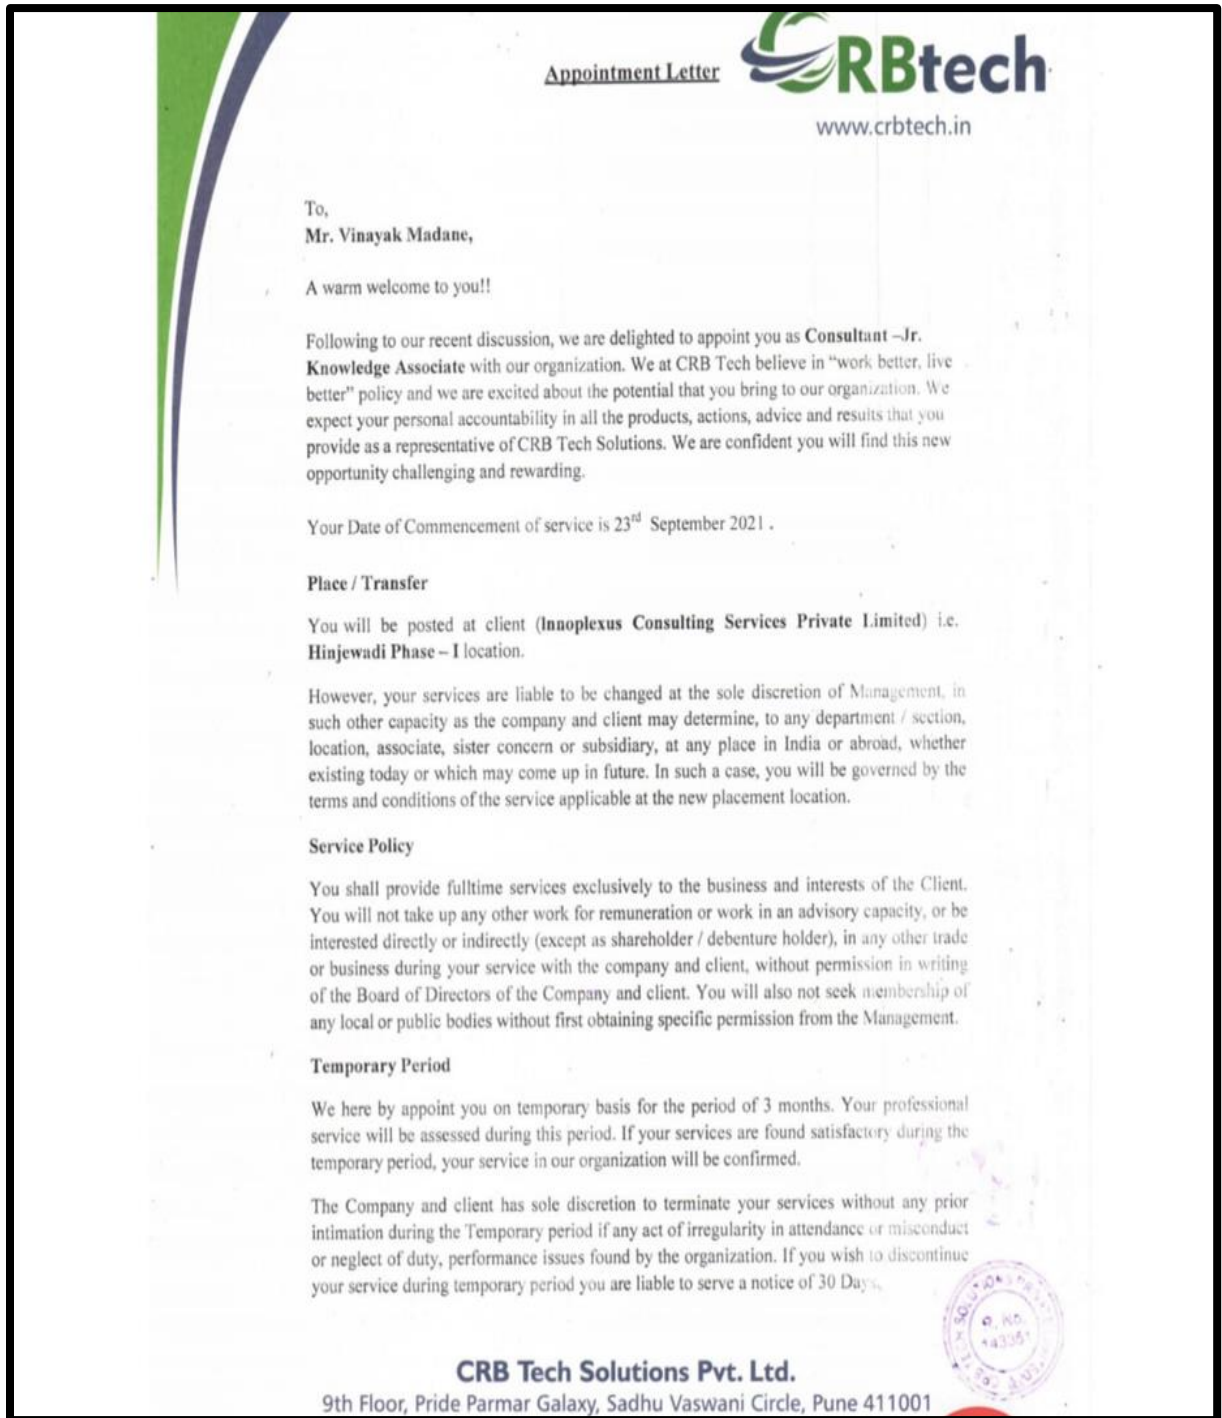 Appointment Letter
CRBtech
www.crbtech.in
To,
Mr. Vinayak Madane,
A warm welcome to you!!
Following to our recent discussion, we are delighted to appoint you as Consultant –Jr.
Knowledge Associate with our organization. We at CRB Tech believe in “work better, live
better” policy and we are excited about the potential that you bring to our organization. We
expect your personal accountability in all the products, actions, advice and results that you
provide as a representative of CRB Tech Solutions. We are confident you will find this new
opportunity challenging and rewarding.
Your Date of Commencement of service is 23rd September 2021 .
Place / Transfer
You will be posted at client (Innoplexus Consulting Services Private Limited) i.e.
Hinjewadi Phase – I location.
However, your services are liable to be changed at the sole discretion of Management, in
such other capacity as the company and client may determine, to any department / section,
location, associate, sister concern or subsidiary, at any place in India or abroad, whether
existing today or which may come up in future. In such a case, you will be governed by the
terms and conditions of the service applicable at the new placement location.
Service Policy
You shall provide fulltime services exclusively to the business and interests of the Client.
You will not take up any other work for remuneration or work in an advisory capacity, or be
interested directly or indirectly (except as shareholder / debenture holder), in any other trade
or business during your service with the company and client, without permission in writing
of the Board of Directors of the Company and client. You will also not seek membership of
any local or public bodies without first obtaining specific permission from the Management.
Temporary Period
We here by appoint you on temporary basis for the period of 3 months. Your professional
service will be assessed during this period. If your services are found satisfactory during the
temporary period, your service in our organization will be confirmed.
The Company and client has sole discretion to terminate your services without any prior
intimation during the Temporary period if any act of irregularity in attendance or misconduct
or neglect of duty, performance issues found by the organization. If you wish to discontinue
your service during temporary period you are liable to serve a notice of 30 Days.
CRB Tech Solutions Pvt. Ltd.
9th Floor, Pride Parmar Galaxy, Sadhu Vaswani Circle, Pune 411001